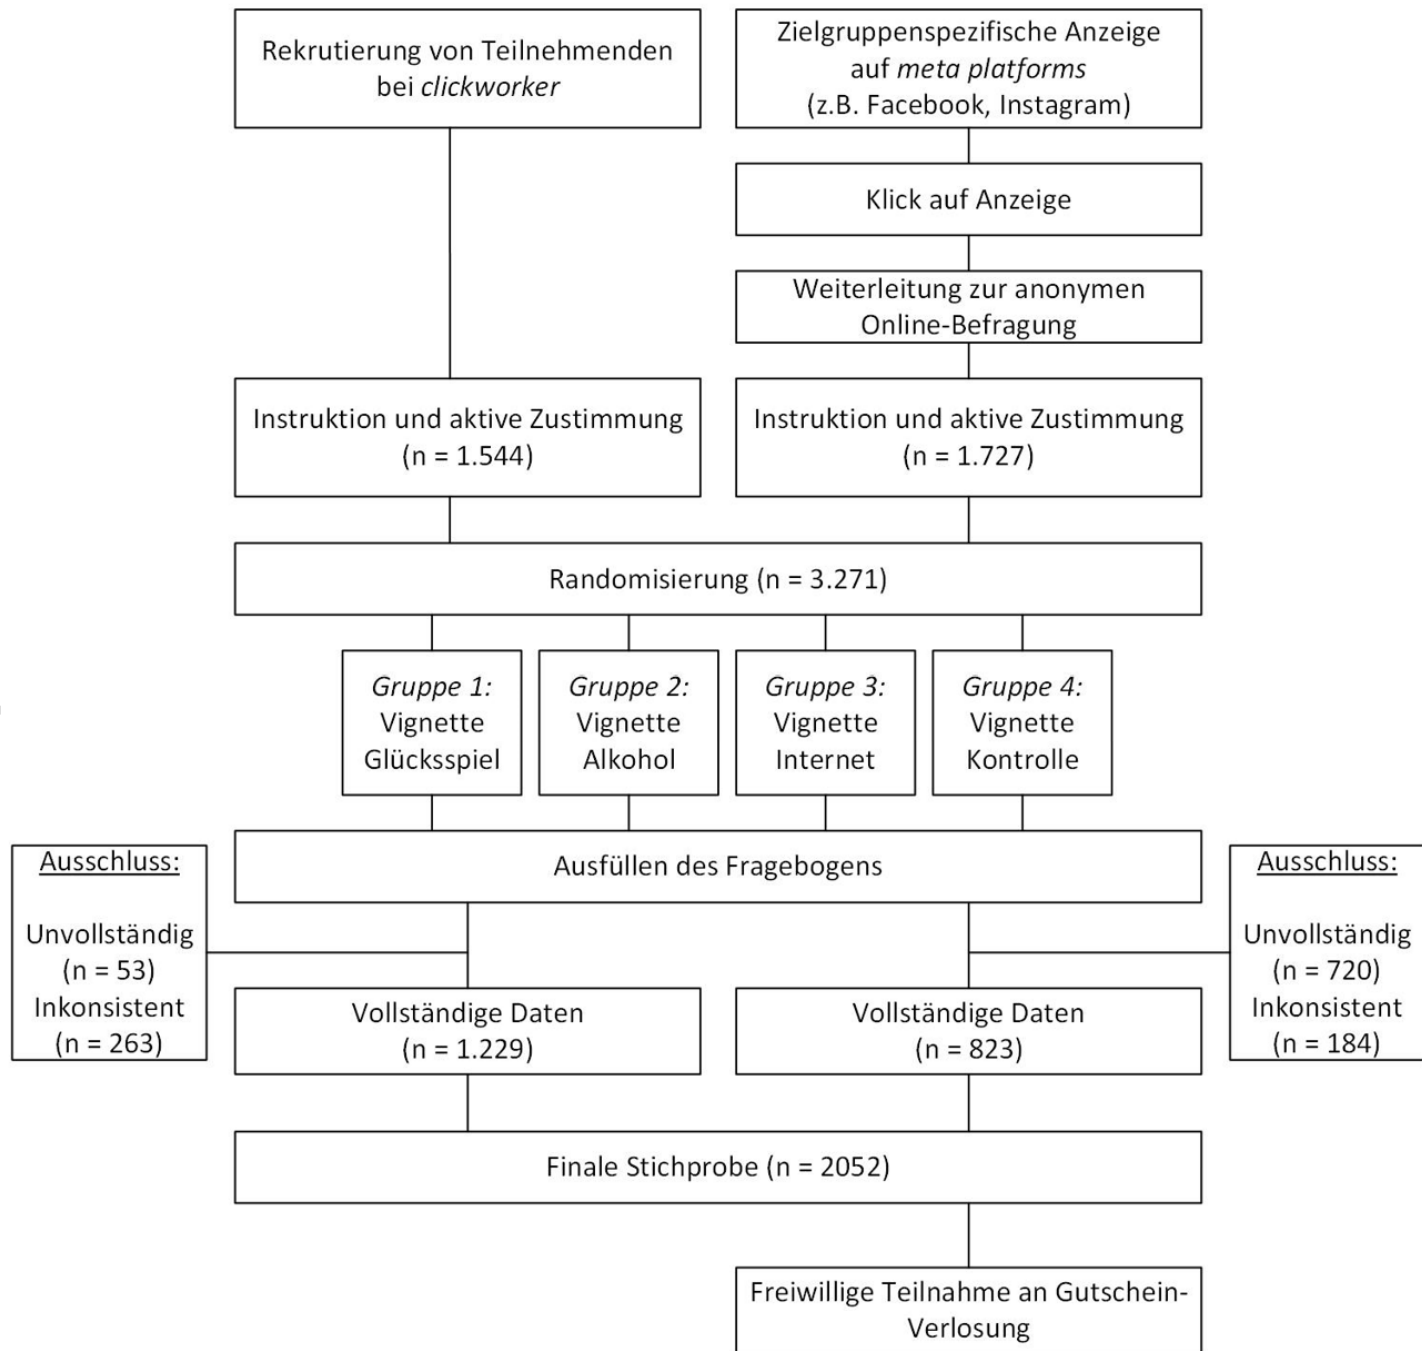 Rekrutierung von Teilnehmenden
bei clickworker
Zielgruppenspezifische Anzeige
auf meta platforms
(z.B. Facebook, Instagram)
Klick auf Anzeige
Weiterleitung zur anonymen
Online-Befragung
Instruktion und aktive Zustimmung
(n = 1.544)
Instruktion und aktive Zustimmung
(n = 1.727)
Randomisierung (n = 3.271)
Gruppe 1:
Vignette
Glücksspiel
Gruppe 2:
Vignette
Alkohol
Gruppe 3:
Vignette
Internet
Gruppe 4:
Vignette
Kontrolle
Ausfüllen des Fragebogens
Ausschluss:
Unvollständig
(n = 53)
Inkonsistent
(n = 263)
Ausschluss:
Unvollständig
(n = 720)
Inkonsistent
(n = 184)
Vollständige Daten
(n = 1.229)
Vollständige Daten
(n = 823)
Finale Stichprobe (n = 2052)
Freiwillige Teilnahme an Gutschein-
Verlosung